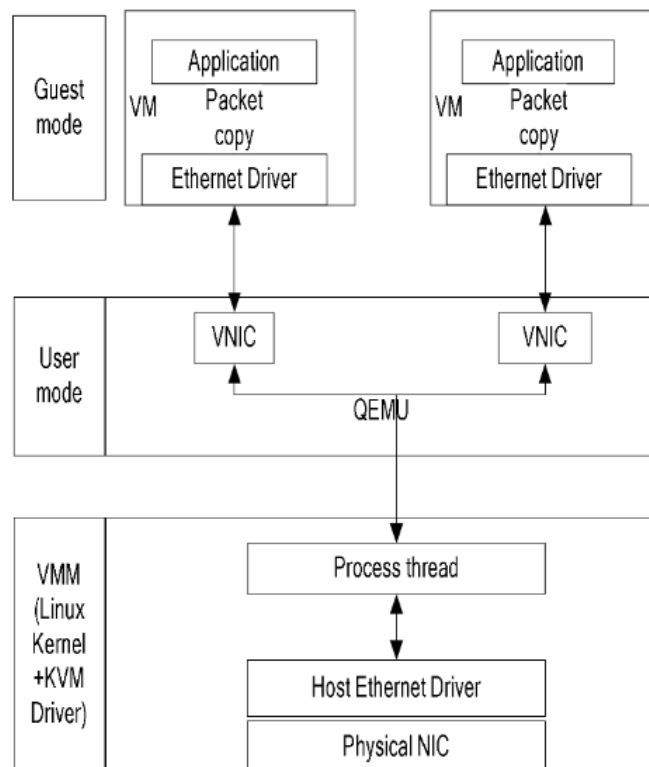 Guest
mode
Application
VM
Packet
copy
Ethernet Driver
Application
VM
Packet
copy
Ethernet Driver
User
mode
VNIC
VNIC
QEMU
VMM
(Linux
Kernel
+KVM
Driver)
Process thread
Host Ethernet Driver
Physical NIC